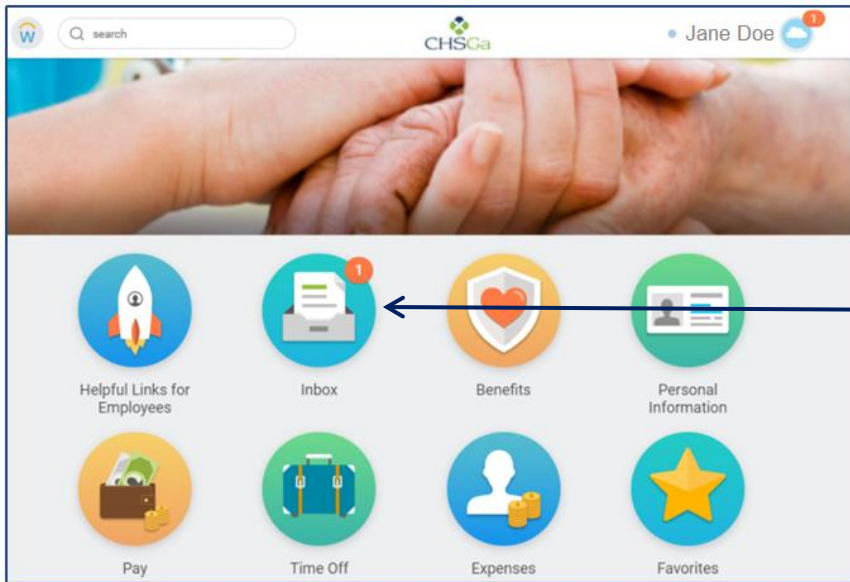 W
search
CHSGa
Jane Doe
1
1
Helpful Links for
Employees
Inbox
Benefits
Personal
Information
Pay
Time Off
Expenses
Favorites